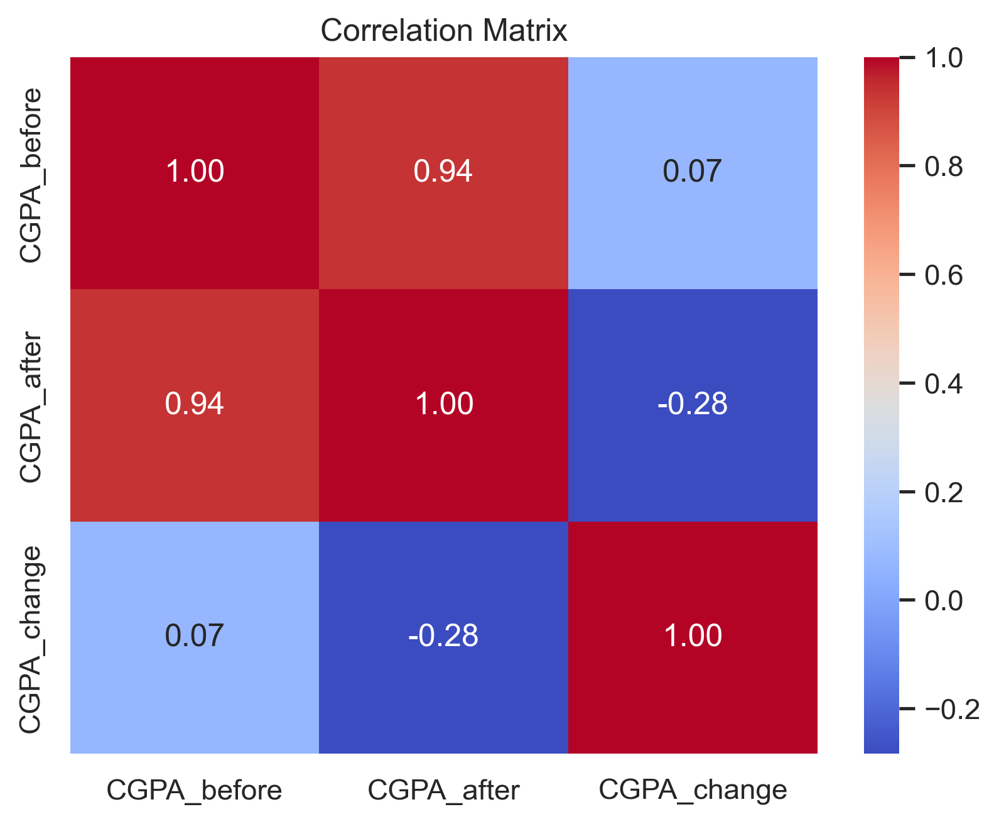 Correlation Matrix
CGPA_before
1.00 0.94 0.07
CGPA_after
0.94 1.00 -0.28
CGPA_change
0.07 -0.28 1.00
CGPA_before CGPA_after CGPA_change
1.0
0.8
0.6
0.4
0.2
0.0
−0.2